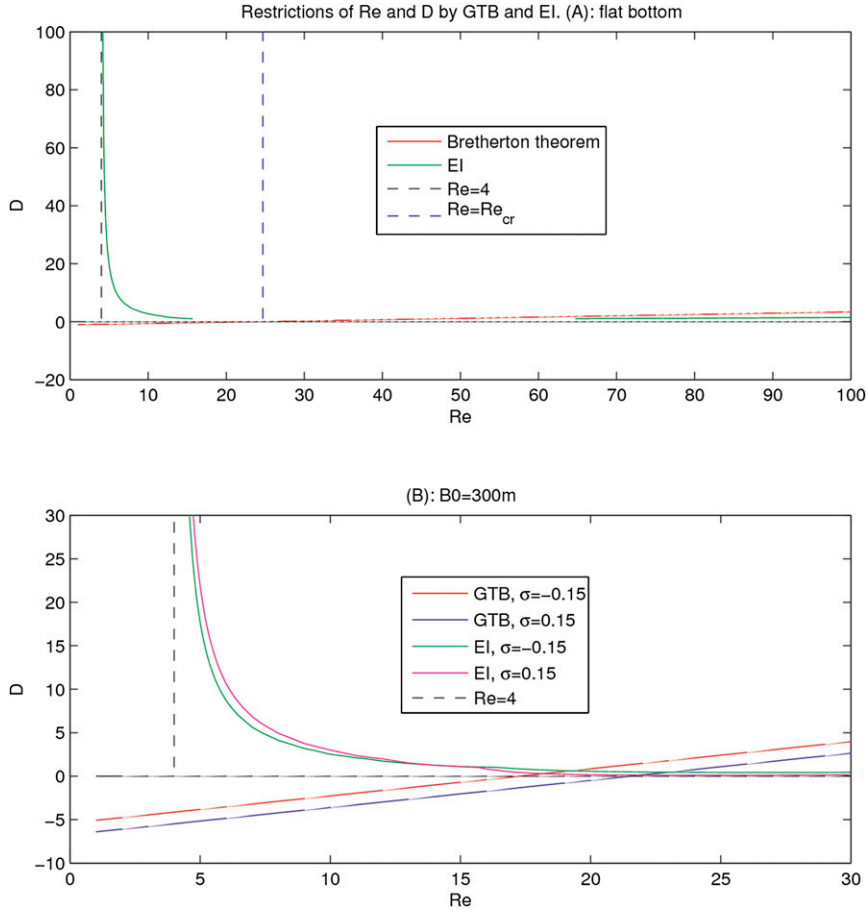 Restrictions of Re and D by GTB and EI. (A): flat bottom
100
80
60
40
20
0
−20
D
Bretherton theorem
EI
Re=4
Re=Re_cr
0 10 20 30 40 50 60 70 80 90 100
Re
(B): B0=300m
30
25
20
15
10
5
0
−5
−10
D
GTB, σ=−0.15
GTB, σ=0.15
EI, σ=−0.15
EI, σ=0.15
Re=4
0 5 10 15 20 25 30
Re